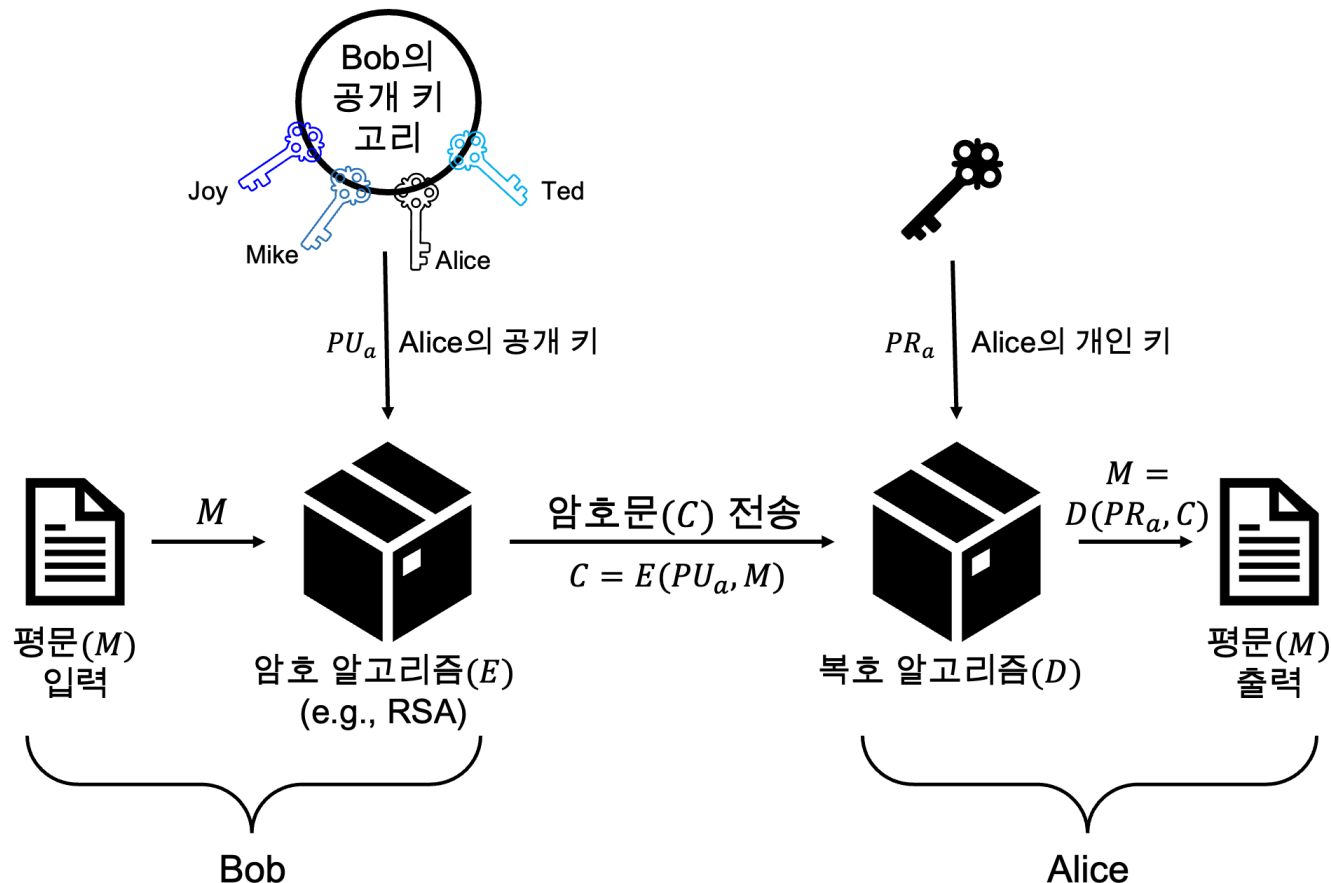 Bob의
공개 키
고리
Joy
Ted
Mike
Alice
PUₐ
Alice의 공개 키
PRₐ
Alice의 개인 키
M
암호문(C) 전송
C = E(PUₐ, M)
M =
D(PRₐ, C)
평문(M)
입력
암호 알고리즘(E)
(e.g., RSA)
복호 알고리즘(D)
평문(M)
출력
Bob
Alice